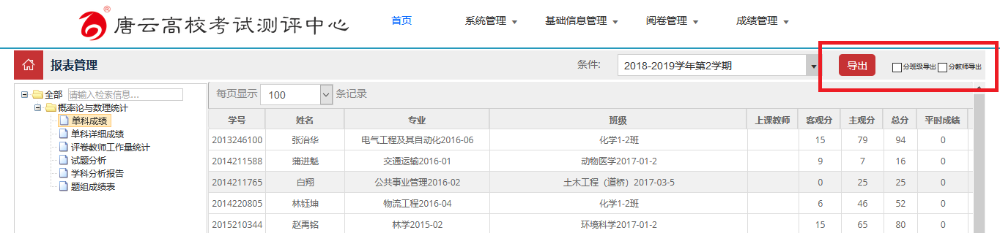 唐云高校考试测评中心 ® 首页 系统管理 基础信息管理 阅卷管理 成绩管理
报表管理 条件: 2018-2019学年第2学期 导出 分班级导出 分教师导出
全部 请输入检索信息...
概率论与数理统计
单科成绩
单科详细成绩
评卷教师工作量统计
试题分析
学科分析报告
题组成绩表
每页显示 100 条记录
学号 姓名 专业 班级 上课教师 客观分 主观分 总分 平时成绩
2013246100 张治华 电气工程及其自动化2016-06 化学1-2班 15 79 94 0
2014211588 蒲进魁 交通运输2016-01 动物医学2017-01-2 9 7 16 0
2014211765 白翔 公共事业管理2016-02 土木工程（道桥）2017-03-5 0 25 25 0
2014220805 林钰坤 物流工程2016-04 化学1-2班 6 46 52 0
2015210344 赵禹铭 林学2015-02 环境科学2017-01-2 15 65 80 0